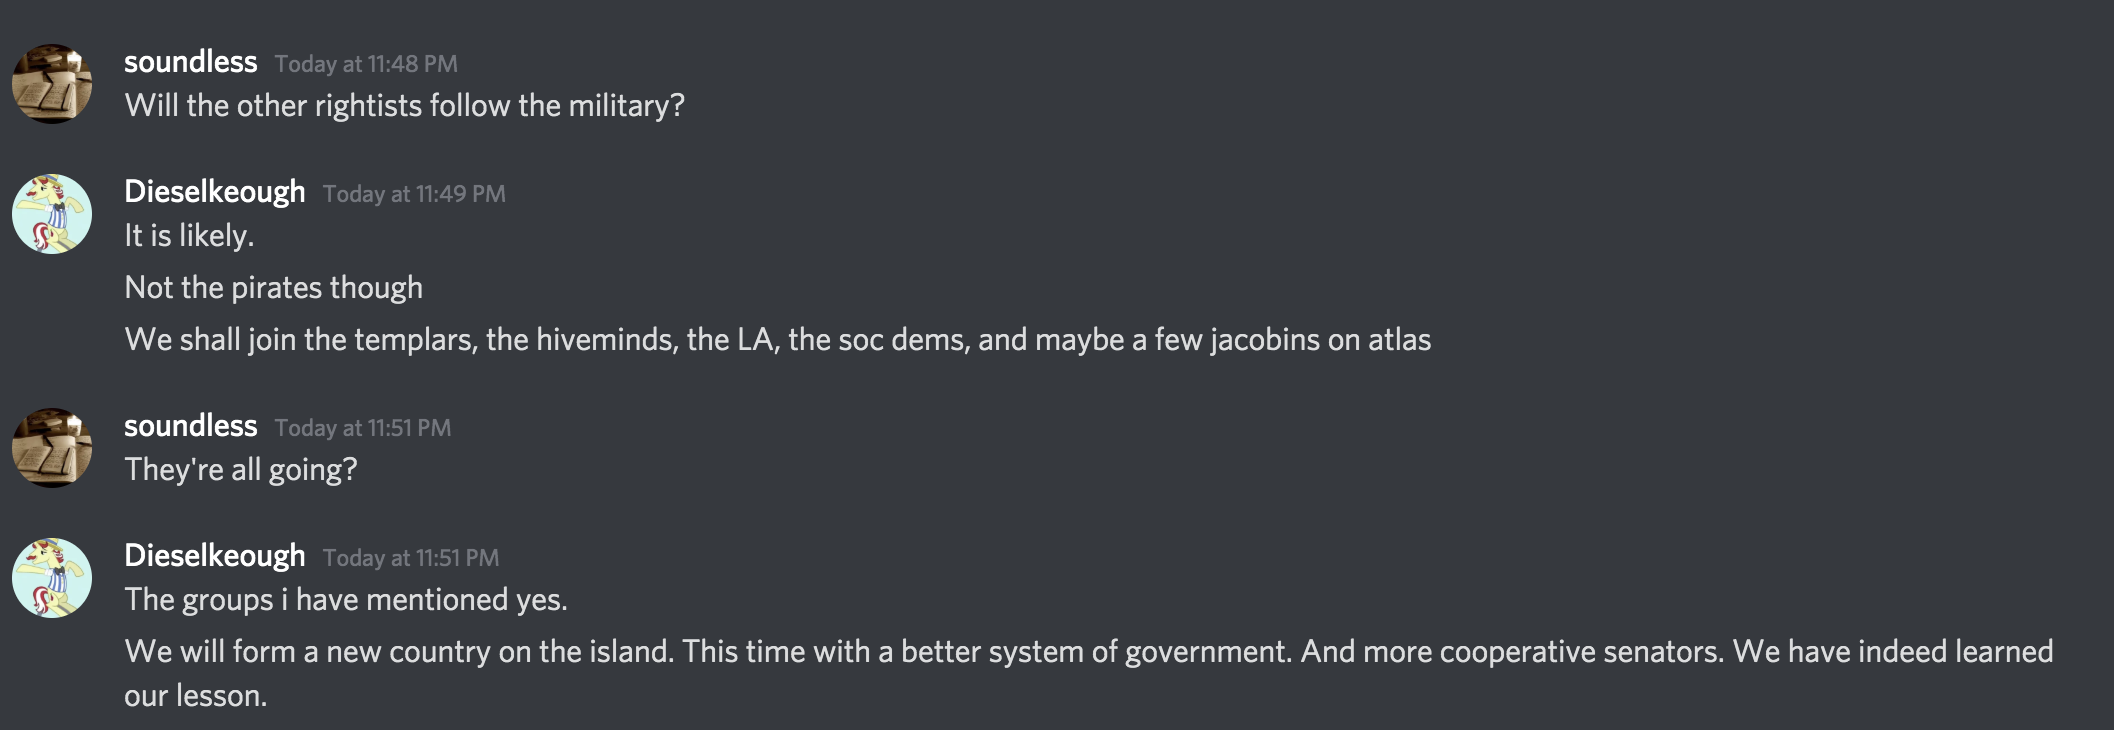 soundless Today at 11:48 PM
Will the other rightists follow the military?
Dieselkeough Today at 11:49 PM
It is likely.
Not the pirates though
We shall join the templars, the hiveminds, the LA, the soc dems, and maybe a few jacobins on atlas
soundless Today at 11:51 PM
They're all going?
Dieselkeough Today at 11:51 PM
The groups i have mentioned yes.
We will form a new country on the island. This time with a better system of government. And more cooperative senators. We have indeed learned
our lesson.